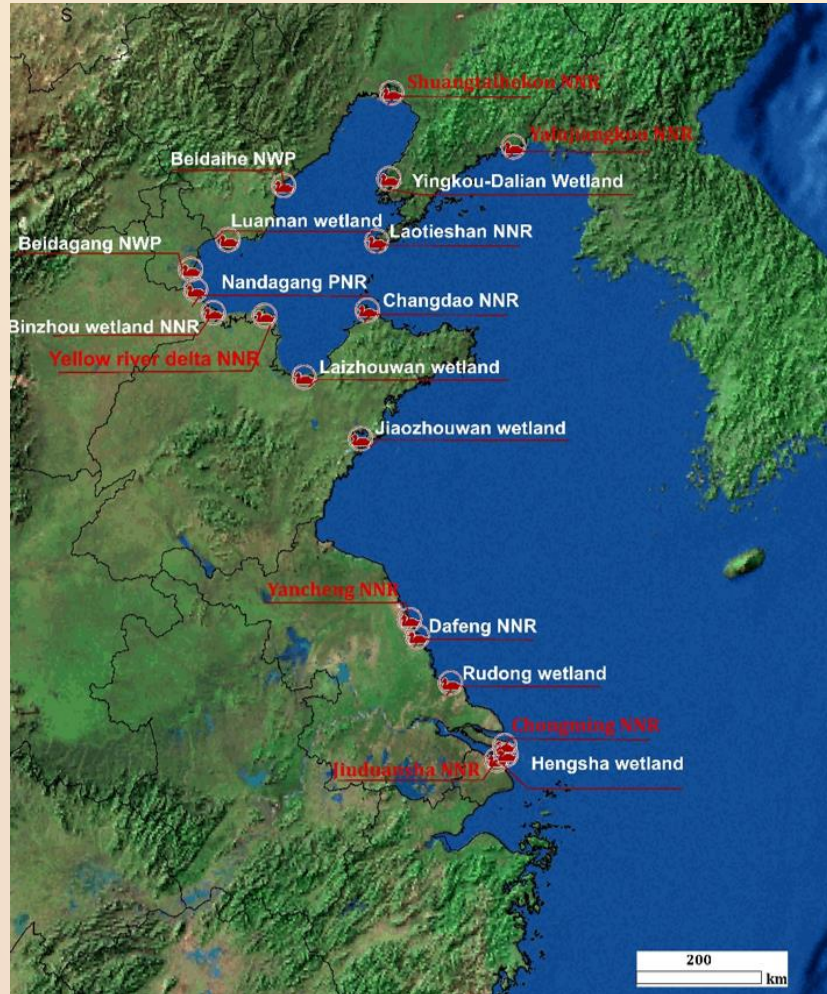 S
Shuangtaihekou NNR
Yalujiangkou NNR
Beidaihe NWP
Yingkou-Dalian Wetland
Luannan wetland
Laotieshan NNR
Beidagang NWP
Nandagang PNR
Changdao NNR
Binzhou wetland NNR
Yellow river delta NNR
Laizhouwan wetland
Jiaozhouwan wetland
Yancheng NNR
Dafeng NNR
Rudong wetland
Chongming NNR
Hengsha wetland
Jiuduansha NNR
200
km